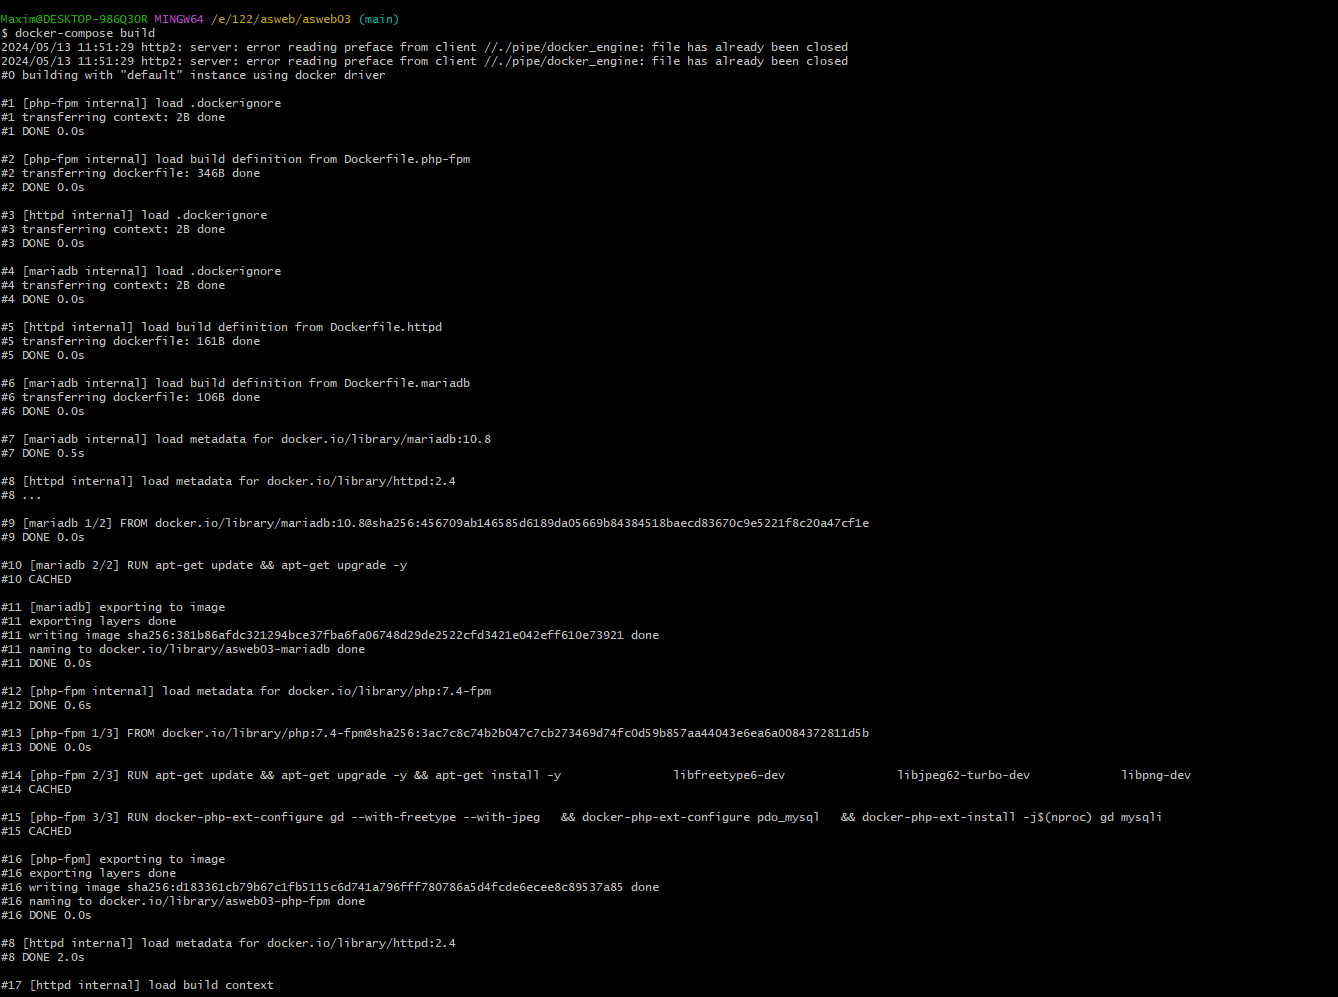 Maxim@DESKTOP-986Q3OR MINGW64 /e/122/asweb/asweb03 (main)
$ docker-compose build
2024/05/13 11:51:29 http2: server: error reading preface from client //./pipe/docker_engine: file has already been closed
2024/05/13 11:51:29 http2: server: error reading preface from client //./pipe/docker_engine: file has already been closed
#0 building with "default" instance using docker driver
#1 [php-fpm internal] load .dockerignore
#1 transferring context: 2B done
#1 DONE 0.0s
#2 [php-fpm internal] load build definition from Dockerfile.php-fpm
#2 transferring dockerfile: 346B done
#2 DONE 0.0s
#3 [httpd internal] load .dockerignore
#3 transferring context: 2B done
#3 DONE 0.0s
#4 [mariadb internal] load .dockerignore
#4 transferring context: 2B done
#4 DONE 0.0s
#5 [httpd internal] load build definition from Dockerfile.httpd
#5 transferring dockerfile: 161B done
#5 DONE 0.0s
#6 [mariadb internal] load build definition from Dockerfile.mariadb
#6 transferring dockerfile: 106B done
#6 DONE 0.0s
#7 [mariadb internal] load metadata for docker.io/library/mariadb:10.8
#7 DONE 0.5s
#8 [httpd internal] load metadata for docker.io/library/httpd:2.4
#8 ...
#9 [mariadb 1/2] FROM docker.io/library/mariadb:10.8@sha256:456709ab146585d6189da05669b84384518baecd83670c9e5221f8c20a47cf1e
#9 DONE 0.0s
#10 [mariadb 2/2] RUN apt-get update && apt-get upgrade -y
#10 CACHED
#11 [mariadb] exporting to image
#11 exporting layers done
#11 writing image sha256:381b86afdc321294bce37fba6fa06748d29de2522cfd3421e042eff610e73921 done
#11 naming to docker.io/library/asweb03-mariadb done
#11 DONE 0.0s
#12 [php-fpm internal] load metadata for docker.io/library/php:7.4-fpm
#12 DONE 0.6s
#13 [php-fpm 1/3] FROM docker.io/library/php:7.4-fpm@sha256:3ac7c8c74b2b047c7cb273469d74fc0d59b857aa44043e6ea6a0084372811d5b
#13 DONE 0.0s
#14 [php-fpm 2/3] RUN apt-get update && apt-get upgrade -y && apt-get install -y libfreetype6-dev libjpeg62-turbo-dev libpng-dev
#14 CACHED
#15 [php-fpm 3/3] RUN docker-php-ext-configure gd --with-freetype --with-jpeg && docker-php-ext-configure pdo_mysql && docker-php-ext-install -j$(nproc) gd mysqli
#15 CACHED
#16 [php-fpm] exporting to image
#16 exporting layers done
#16 writing image sha256:d183361cb79b67c1fb5115c6d741a796fff780786a5d4fcde6ecee8c89537a85 done
#16 naming to docker.io/library/asweb03-php-fpm done
#16 DONE 0.0s
#8 [httpd internal] load metadata for docker.io/library/httpd:2.4
#8 DONE 2.0s
#17 [httpd internal] load build context